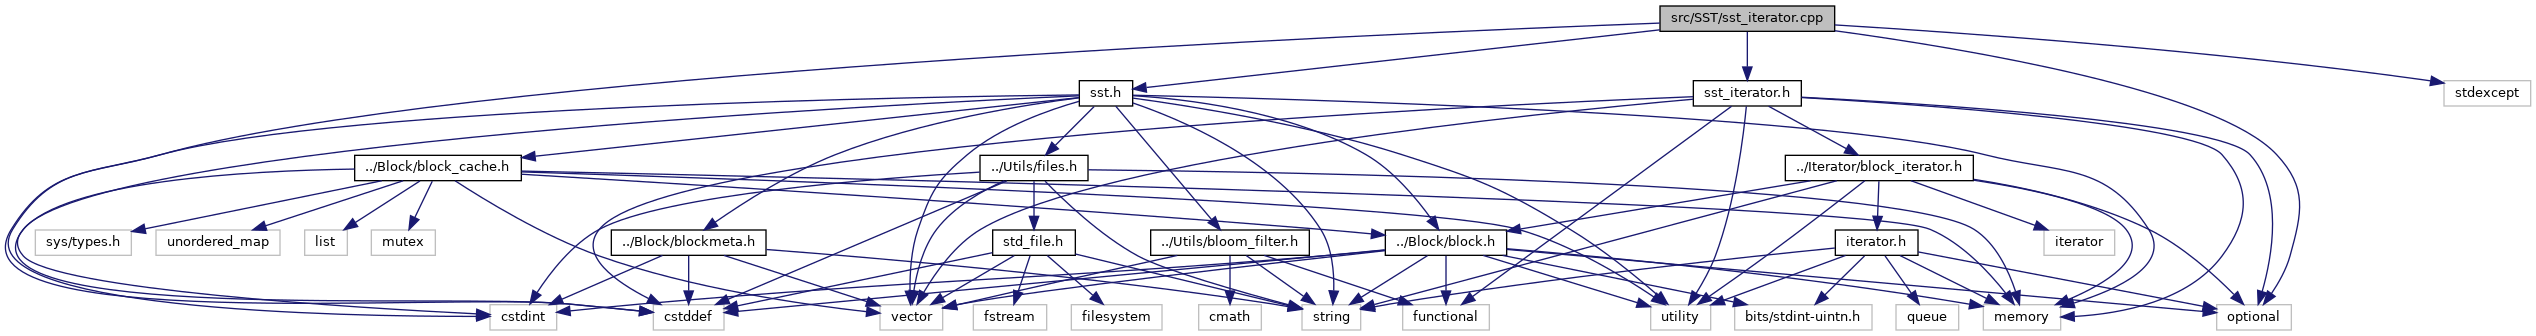 src/SST/sst_iterator.cpp
sst.h
sst_iterator.h
stdexcept
../Block/block_cache.h
../Utils/files.h
../Iterator/block_iterator.h
sys/types.h
unordered_map
list
mutex
../Block/blockmeta.h
std_file.h
../Utils/bloom_filter.h
../Block/block.h
iterator.h
iterator
cstdint
cstddef
vector
fstream
filesystem
cmath
string
functional
utility
bits/stdint-uintn.h
queue
memory
optional